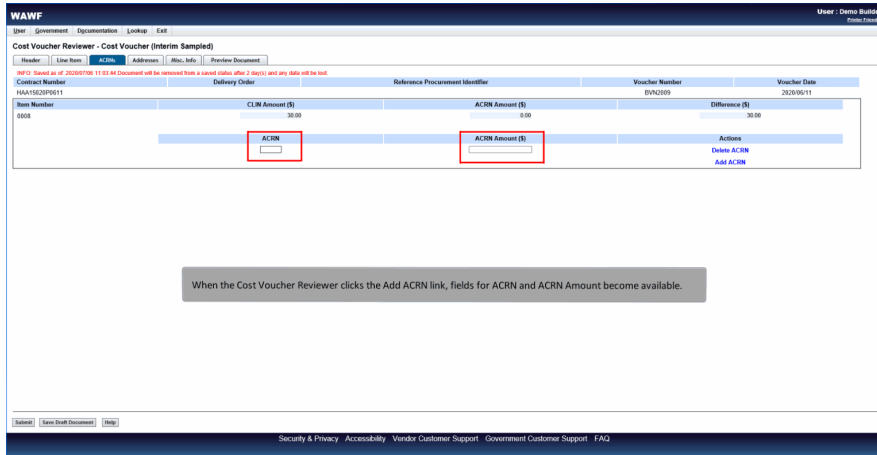 WAWF
User : Demo Builde
Printer Friend
User Government Documentation Lookup Exit
Cost Voucher Reviewer - Cost Voucher (Interim Sampled)
Header Line Item ACRNs Addresses Misc. Info Preview Document
INFO: Saved as of: 2020/07/06 11:03:44 Document will be removed from a saved status after 2 day(s) and any data will be lost.
Contract Number Delivery Order Reference Procurement Identifier Voucher Number Voucher Date
HAA15020P0611 BVN2009 2020/06/11
Item Number CLIN Amount ($) ACRN Amount ($) Difference ($)
0008 30.00 0.00 30.00
ACRN ACRN Amount ($) Actions
Delete ACRN
Add ACRN
When the Cost Voucher Reviewer clicks the Add ACRN link, fields for ACRN and ACRN Amount become available.
Submit Save Draft Document Help
Security & Privacy Accessibility Vendor Customer Support Government Customer Support FAQ